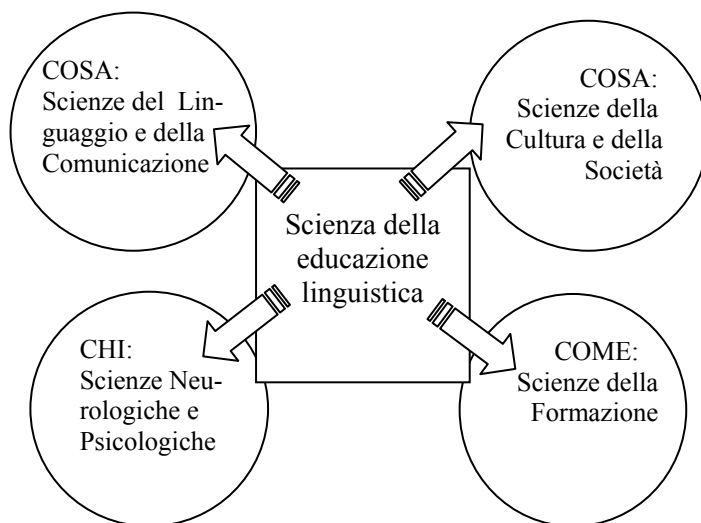 COSA:
Scienze del Lin-
guaggio e della
Comunicazione
COSA:
Scienze della
Cultura e della
Società
Scienza della
educazione
linguistica
CHI:
Scienze Neu-
rologiche e
Psicologiche
COME:
Scienze della
Formazione